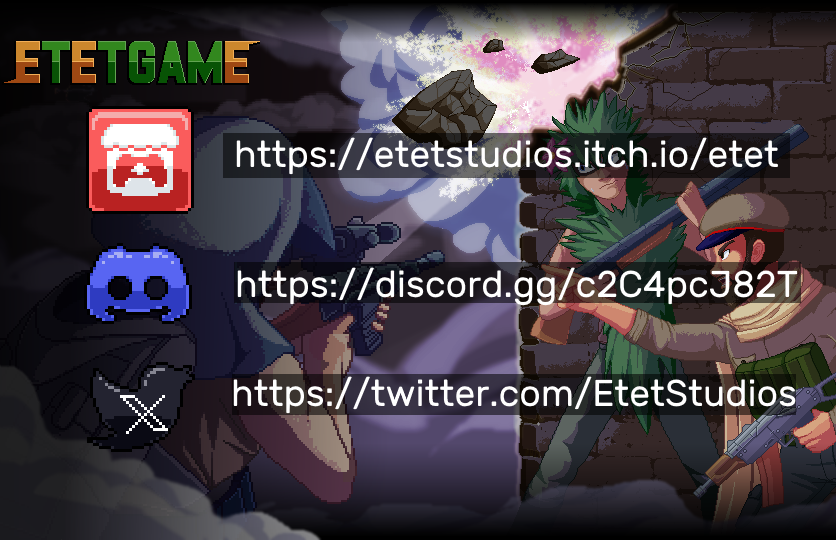 ETETGAME
https://etetstudios.itch.io/etet
https://discord.gg/c2C4pcJ82T
https://twitter.com/EtetStudios